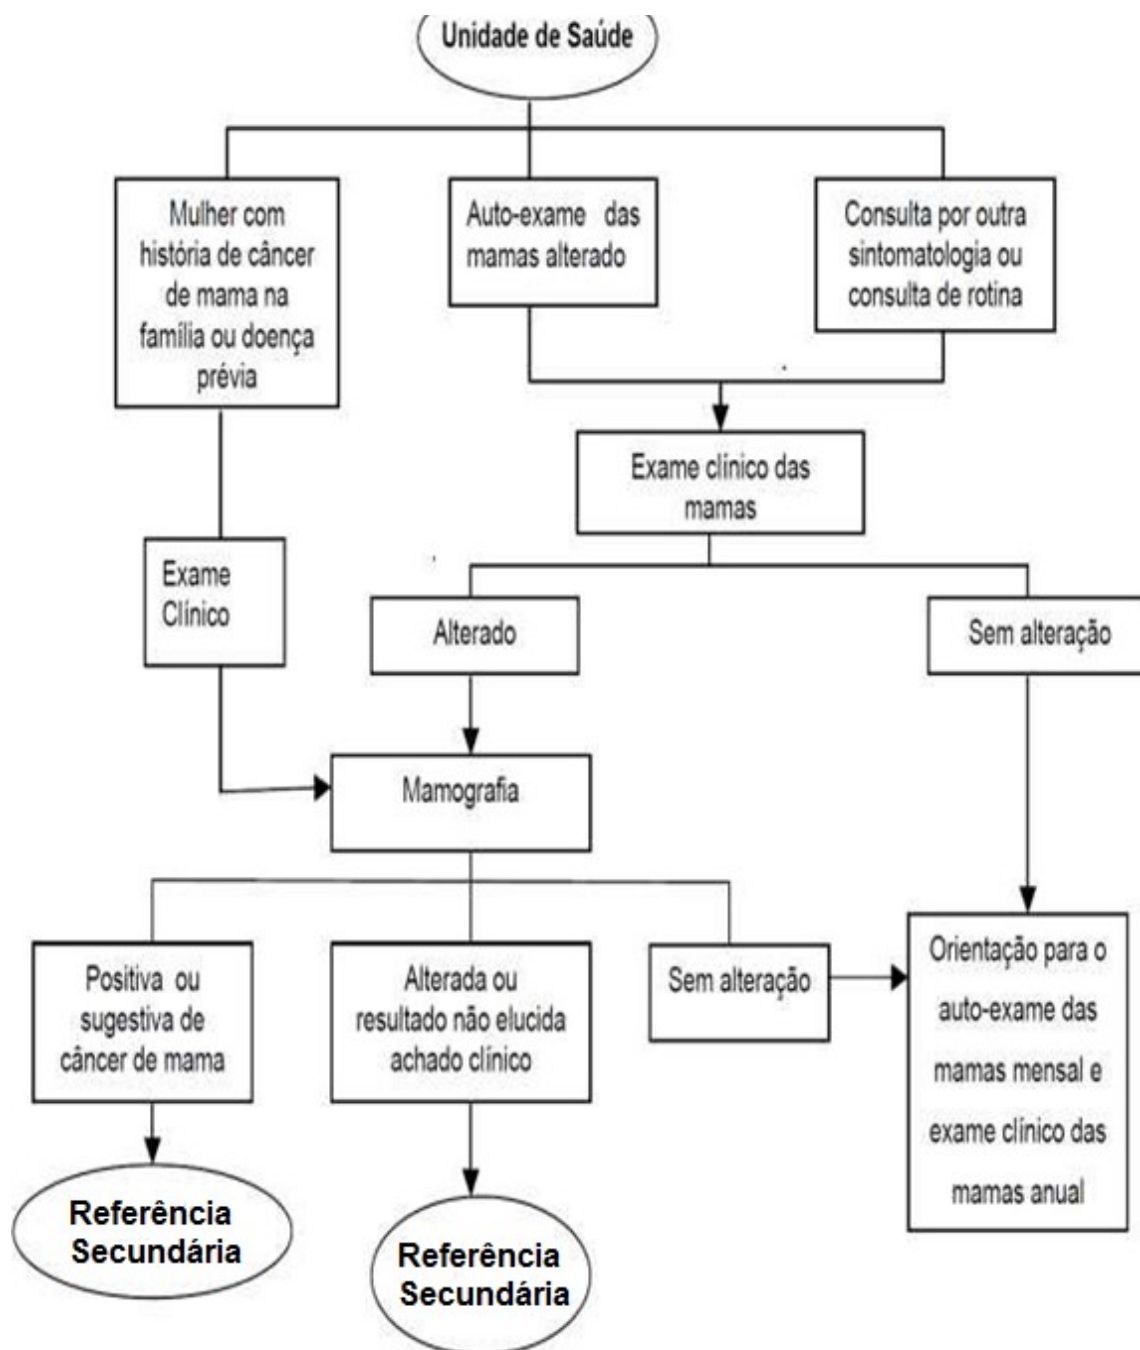 Unidade de Saúde
Mulher com
história de câncer
de mama na
família ou doença
prévia
Auto-exame das
mamas alterado
Consulta por outra
sintomatologia ou
consulta de rotina
Exame clínico das
mamas
Exame
Clínico
Alterado
Sem alteração
Mamografia
Positiva ou
sugestiva de
câncer de mama
Alterada ou
resultado não elucida
achado clínico
Sem alteração
Orientação para o
auto-exame das
mamas mensal e
exame clínico das
mamas anual
Referência
Secundária
Referência
Secundária